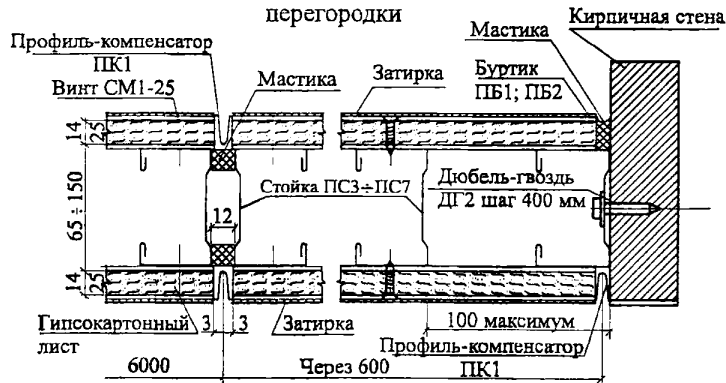 перегородки
Кирпичная стена
Профиль-компенсатор
ПК1
Мастика
Винт СМ1-25
Мастика
Затирка
Буртик
ПБ1; ПБ2
14
25
65÷150
12
Стойка ПС3÷ПС7
Дюбель-гвоздь
ДГ2 шаг 400 мм
14
25
Гипсокартонный
лист
3
3
Затирка
100 максимум
Профиль-компенсатор
ПК1
6000
Через 600